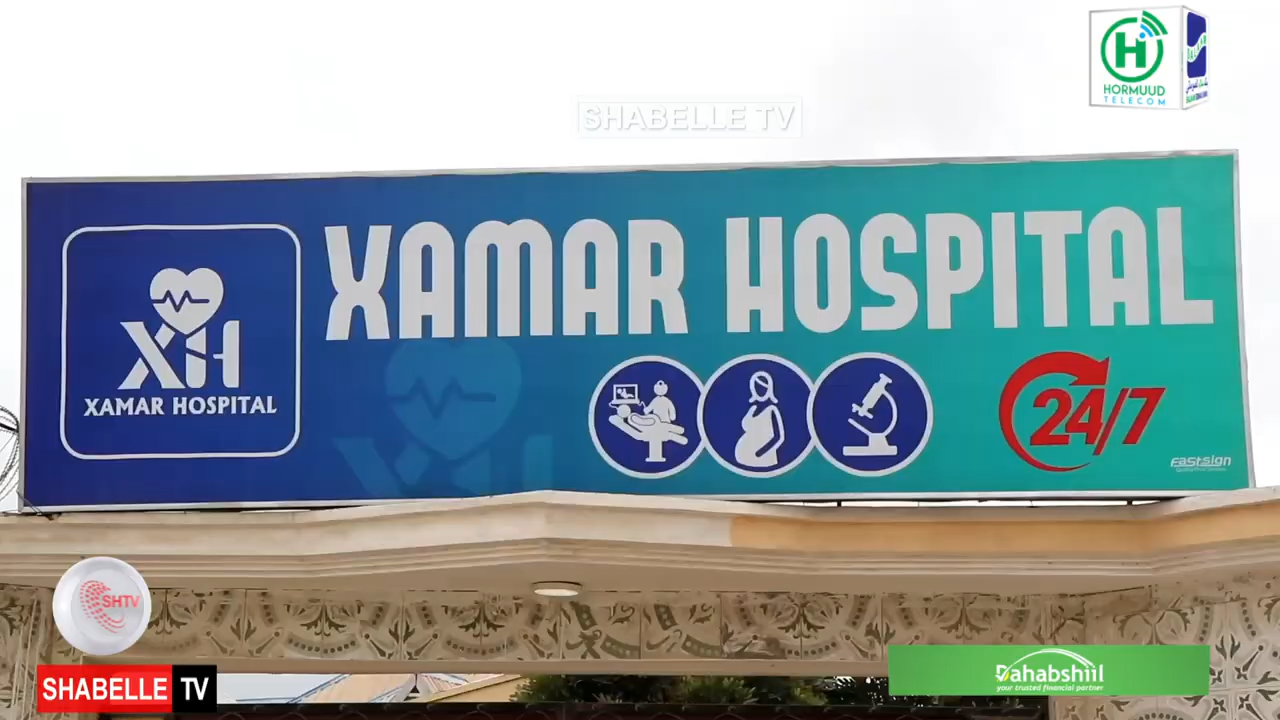 HORMUUD
TELECOM
SHABELLE TV
XAMAR HOSPITAL
XH
XAMAR HOSPITAL
24/7
Fastsign
SHTV
SHABELLE TV
Dahabshiil
your trusted financial partner